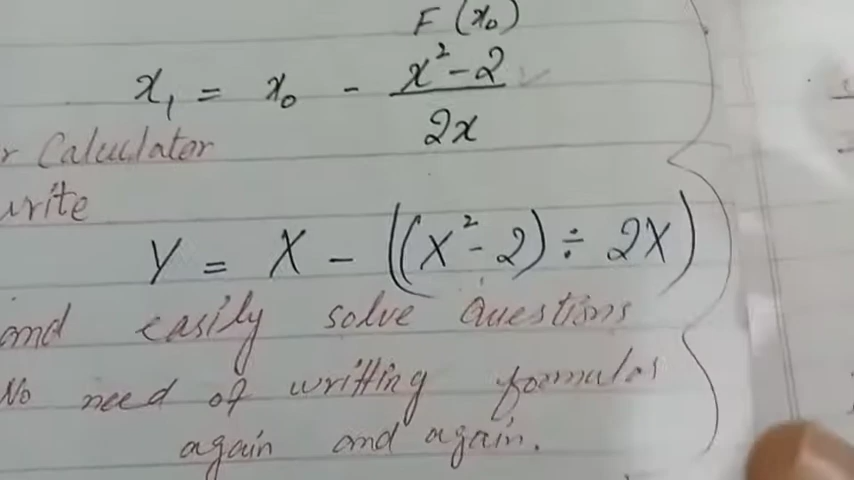 F (x₀)
x₁ = x₀ - x² - 2 / 2x
r Calculator
write
Y = X - ((X² - 2) ÷ 2X)
and easily solve Questions
No need of writting formulas
again and again.